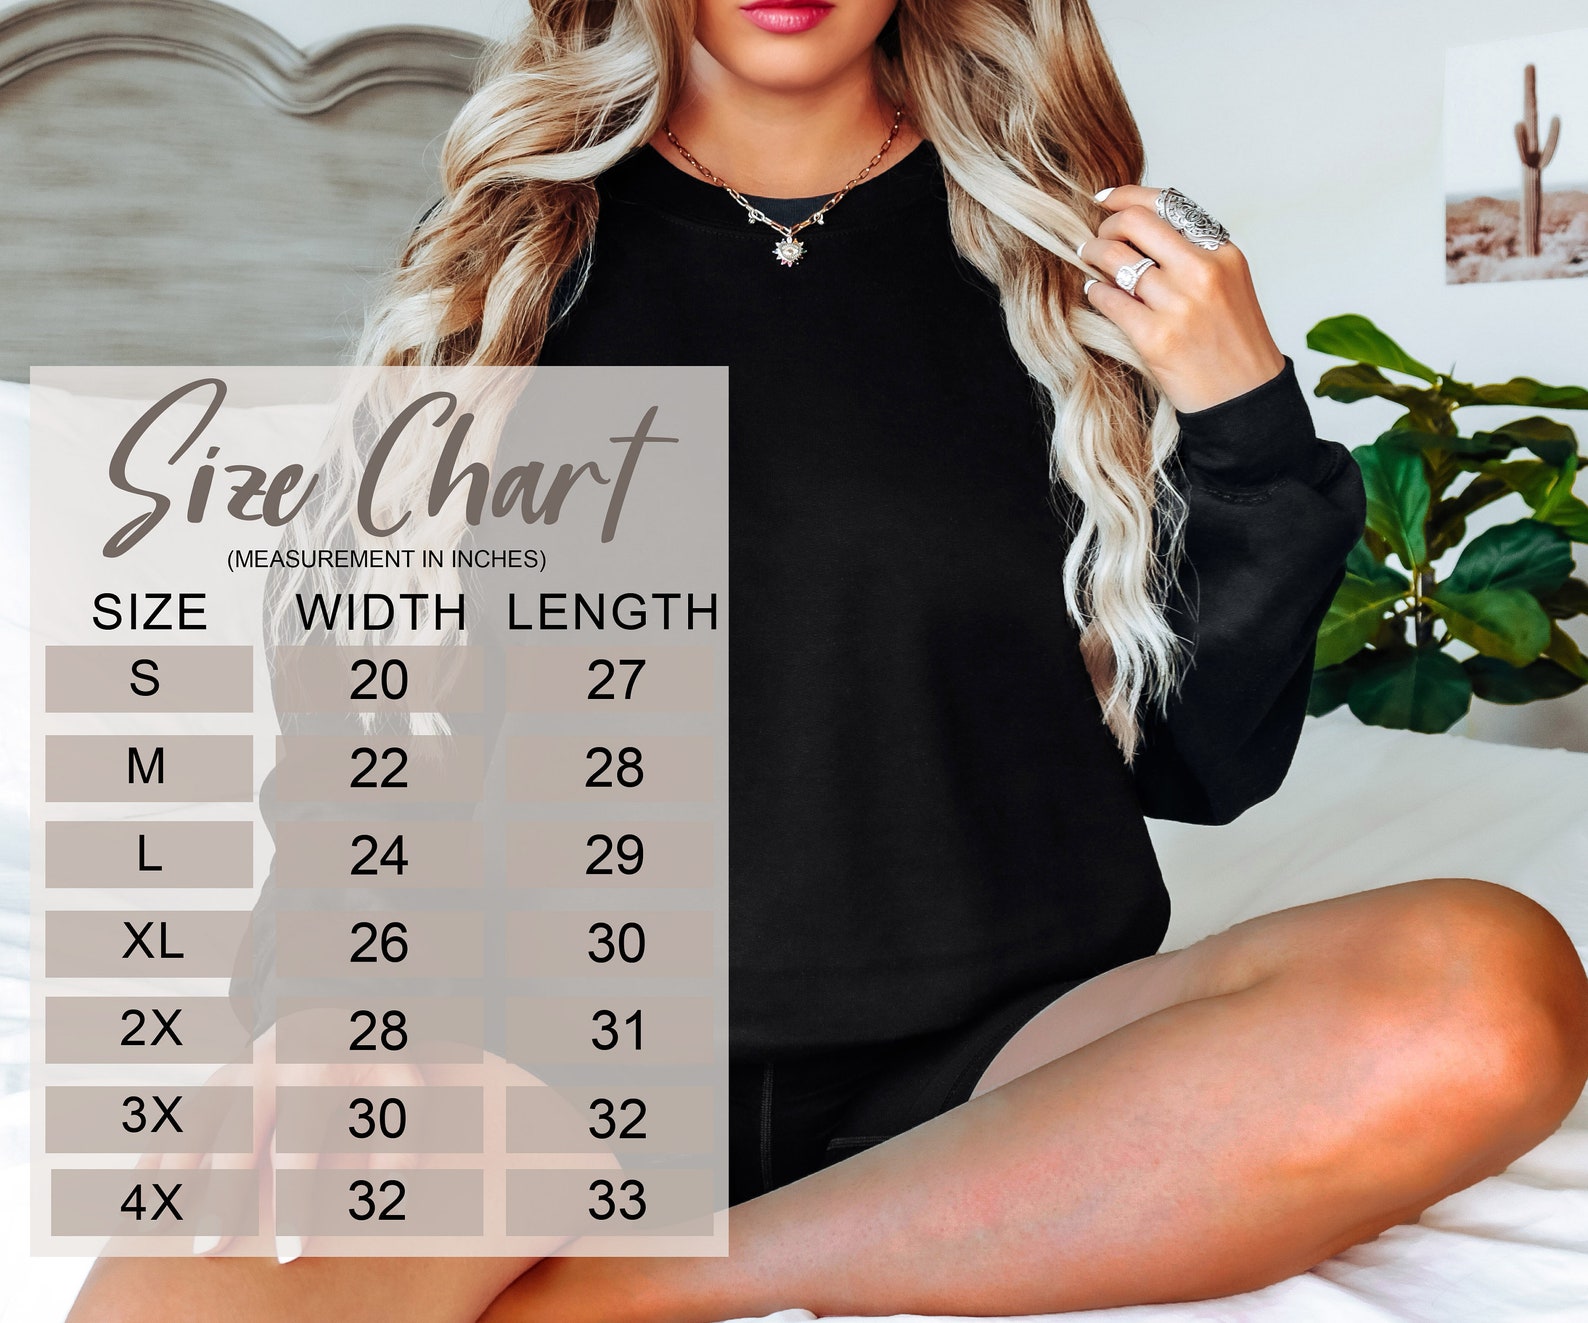 Size Chart
(MEASUREMENT IN INCHES)
SIZE WIDTH LENGTH
S 20 27
M 22 28
L 24 29
XL 26 30
2X 28 31
3X 30 32
4X 32 33